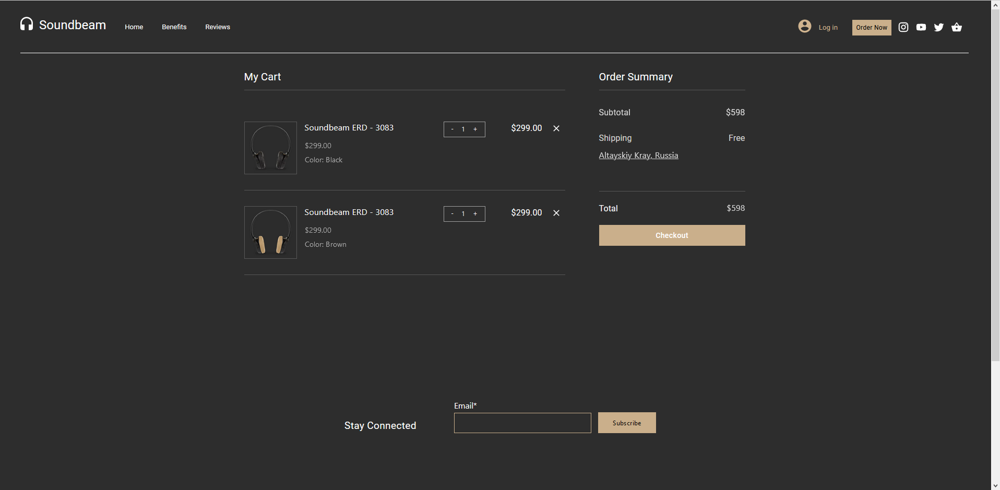 Soundbeam
Home Benefits Reviews
Log in
Order Now
My Cart
Soundbeam ERD - 3083
- 1 +
$299.00
$299.00
Color: Black
Soundbeam ERD - 3083
- 1 +
$299.00
$299.00
Color: Brown
Order Summary
Subtotal $598
Shipping Free
Altayskiy Kray, Russia
Total $598
Checkout
Stay Connected
Email*
Subscribe